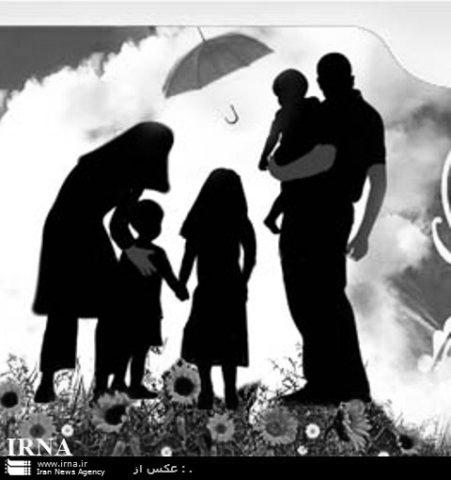 IRNA
www.irna.ir
Iran News Agency
عکس از : .